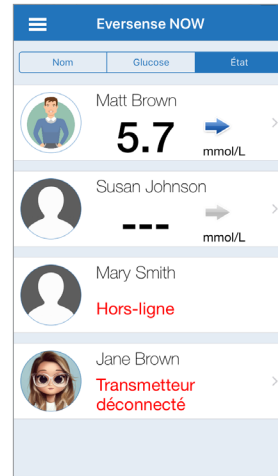 Eversense NOW
Nom Glucose État
Matt Brown
5.7
mmol/L
Susan Johnson
---
mmol/L
Mary Smith
Hors-ligne
Jane Brown
Transmetteur
déconnecté